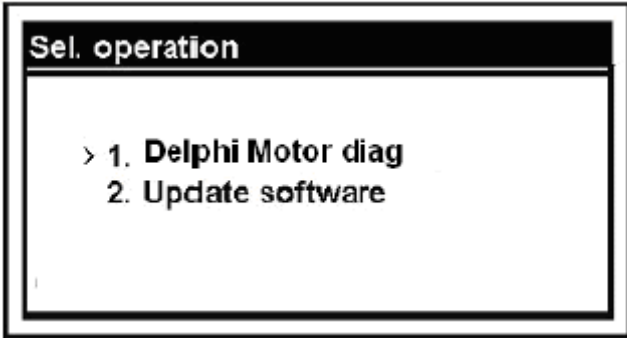 Sel. operation
> 1. Delphi Motor diag
2. Update software